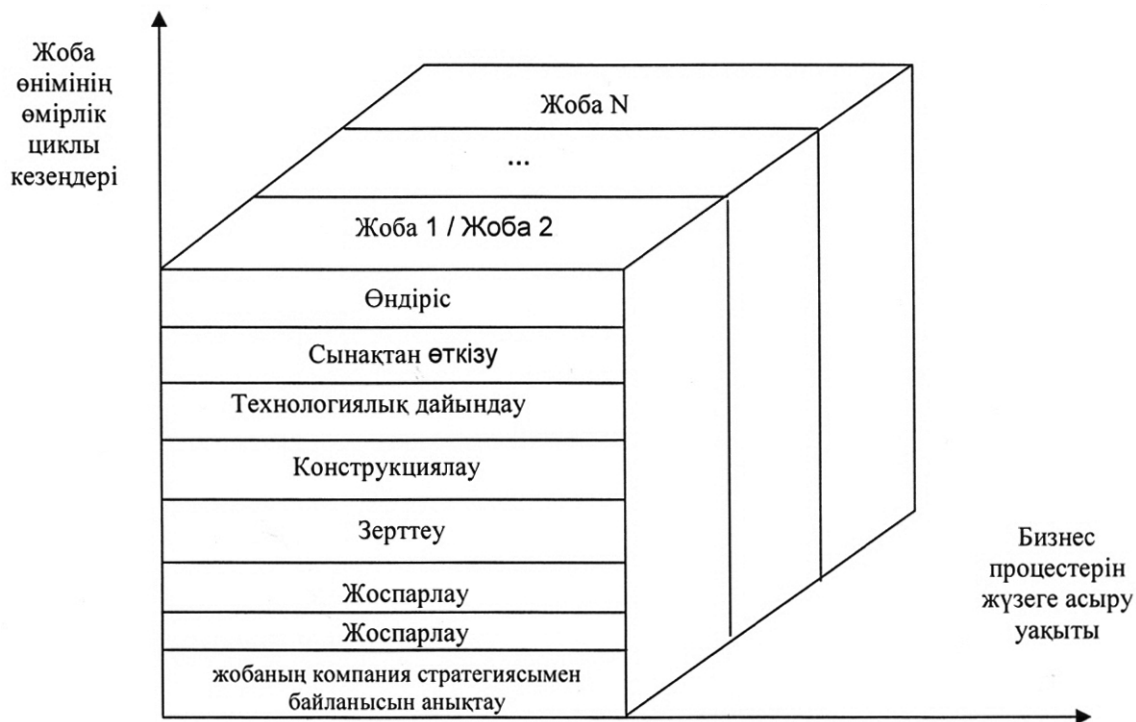 Жоба
өнімінің
өмірлік
циклы
кезеңдері
Жоба N
...
Жоба 1 / Жоба 2
Өндіріс
Сынақтан өткізу
Технологиялық дайындау
Конструкциялау
Зерттеу
Жоспарлау
Жоспарлау
жобаның компания стратегиясымен
байланысын анықтау
Бизнес
процестерін
жүзеге асыру
уақыты